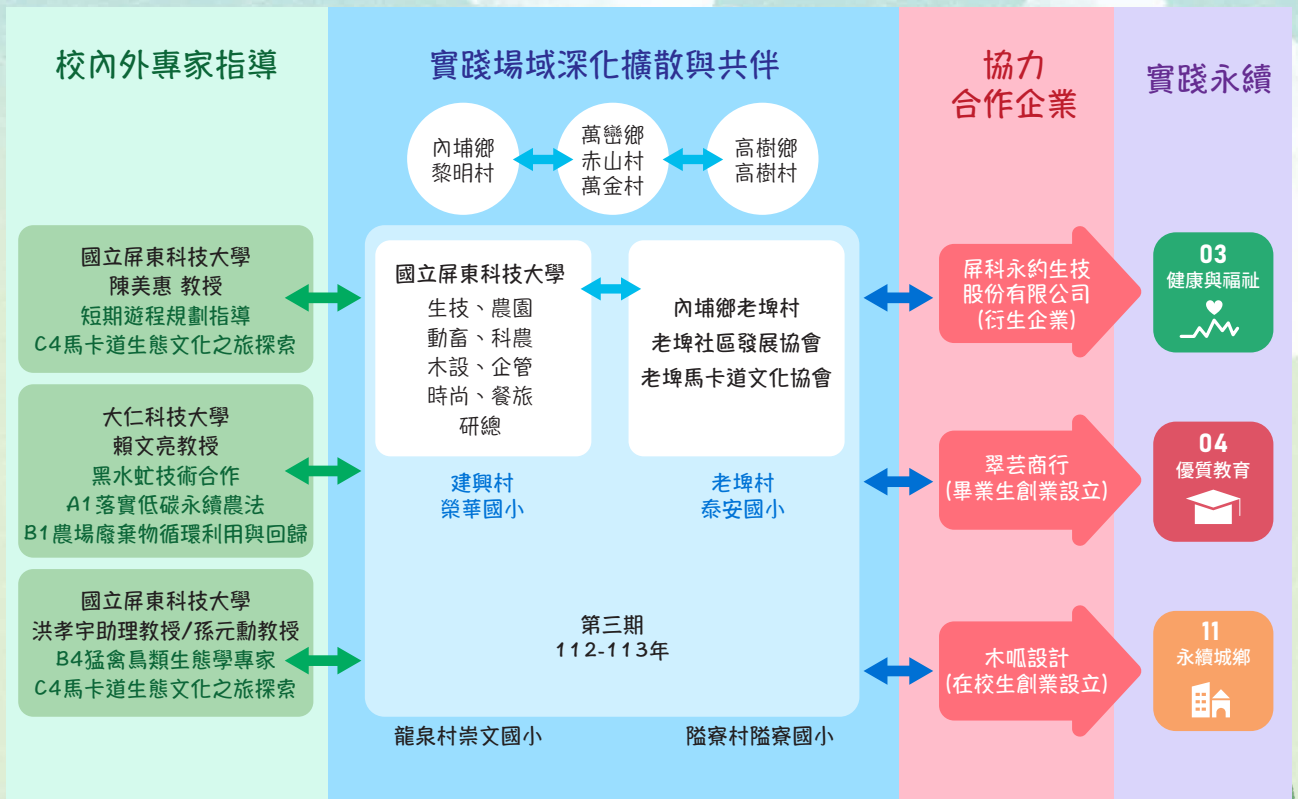 校內外專家指導
國立屏東科技大學
陳美惠 教授
短期遊程規劃指導
C4馬卡道生態文化之旅探索
大仁科技大學
賴文亮教授
黑水虻技術合作
A1落實低碳永續農法
B1農場廢棄物循環利用與回歸
國立屏東科技大學
洪孝宇助理教授/孫元勳教授
B4猛禽鳥類生態學專家
C4馬卡道生態文化之旅探索
實踐場域深化擴散與共伴
內埔鄉
黎明村
萬巒鄉
赤山村
萬金村
高樹鄉
高樹村
國立屏東科技大學
生技、農園
動畜、科農
木設、企管
時尚、餐旅
研總
內埔鄉老埤村
老埤社區發展協會
老埤馬卡道文化協會
建興村
榮華國小
老埤村
泰安國小
第三期
112-113年
龍泉村崇文國小
隘寮村隘寮國小
協力
合作企業
屏科永約生技
股份有限公司
(衍生企業)
翠芸商行
(畢業生創業設立)
木呱設計
(在校生創業設立)
實踐永續
03
健康與福祉
04
優質教育
11
永續城鄉